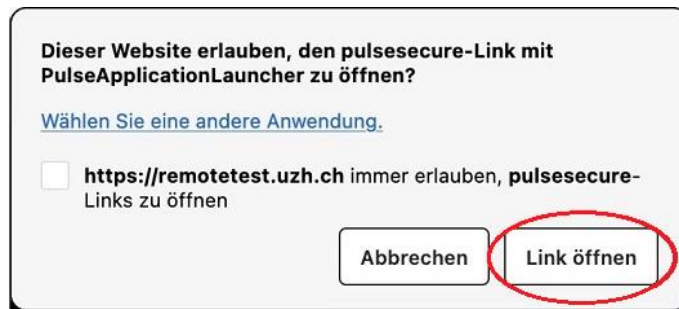 Dieser Website erlauben, den pulsesecure-Link mit
PulseApplicationLauncher zu öffnen?
Wählen Sie eine andere Anwendung.
https://remotetest.uzh.ch immer erlauben, pulsesecure-
Links zu öffnen
Abbrechen
Link öffnen